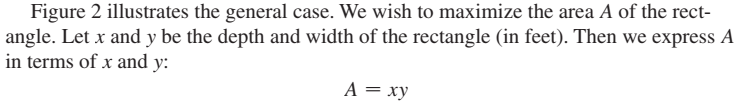 Figure 2 illustrates the general case. We wish to maximize the area A of the rect-
angle. Let x and y be the depth and width of the rectangle (in feet). Then we express A
in terms of x and y:
A = xy